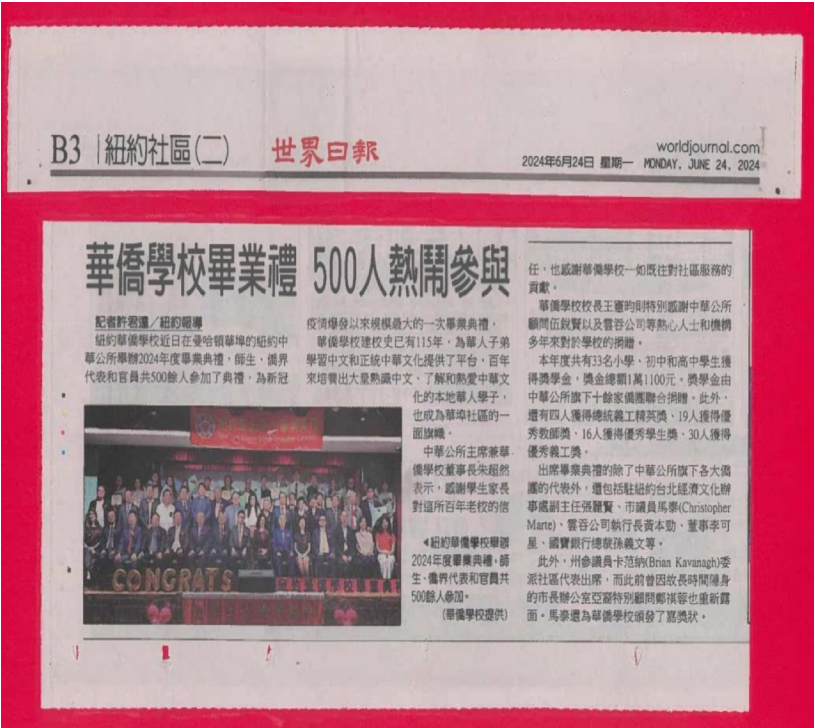 B3 | 紐約社區(二)
世界日報
worldjournal.com
2024年6月24日 星期一 MONDAY, JUNE 24, 2024
華僑學校畢業禮 500人熱鬧參與
記者許君達／紐約報導
紐約華僑學校近日在曼哈頓華埠的紐約中
華公所舉辦2024年度畢業典禮，師生、僑界
代表和官員共500餘人參加了典禮，為新冠
疫情爆發以來規模最大的一次畢業典禮。
華僑學校建校史已有115年，為華人子弟
學習中文和正統中華文化提供了平台，百年
來培養出大量熟識中文、了解和熱愛中華文
化的本地華人學子，
也成為華埠社區的一
面旗幟。
中華公所主席兼華
僑學校董事長朱超然
表示，感謝學生家長
對這所百年老校的信
任，也感謝華僑學校一如既往對社區服務的
貢獻。
華僑學校校長王憲昀則特別感謝中華公所
顧問伍銳賢以及雲吞公司等熱心人士和機構
多年來對於學校的捐贈。
本年度共有33名小學、初中和高中學生獲
得獎學金，獎金總額1萬1100元。獎學金由
中華公所旗下十餘家僑團聯合捐贈。此外，
還有四人獲得總統義工精英獎、19人獲得優
秀教師獎、16人獲得優秀學生獎、30人獲得
優秀義工獎。
出席畢業典禮的除了中華公所旗下各大僑
團的代表外，還包括駐紐約台北經濟文化辦
事處副主任張麗賢、市議員馬泰(Christopher
Marte)、雲吞公司執行長黃本勁、董事李可
星、國寶銀行總裁孫義文等。
此外，州參議員卡范納(Brian Kavanagh)委
派社區代表出席，而此前曾因故長時間隱身
的市長辦公室亞裔特別顧問鄭祺蓉也重新露
面。馬泰還為華僑學校頒發了嘉獎狀。
CONGRATS
◀紐約華僑學校舉辦
2024年度畢業典禮，師
生、僑界代表和官員共
500餘人參加。
(華僑學校提供)